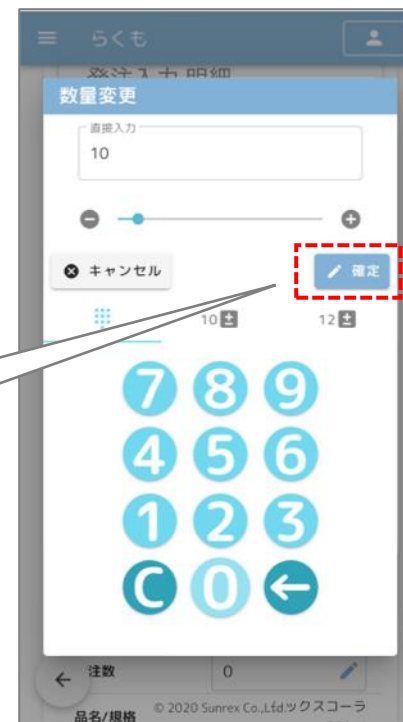 らくも
発注入力明細
数量変更
直接入力
10
キャンセル
確定
10
12
7 8 9
4 5 6
1 2 3
C 0 ←
注数
0
品名/規格
© 2020 Sunrex Co.,Ltd.ックスコーラ